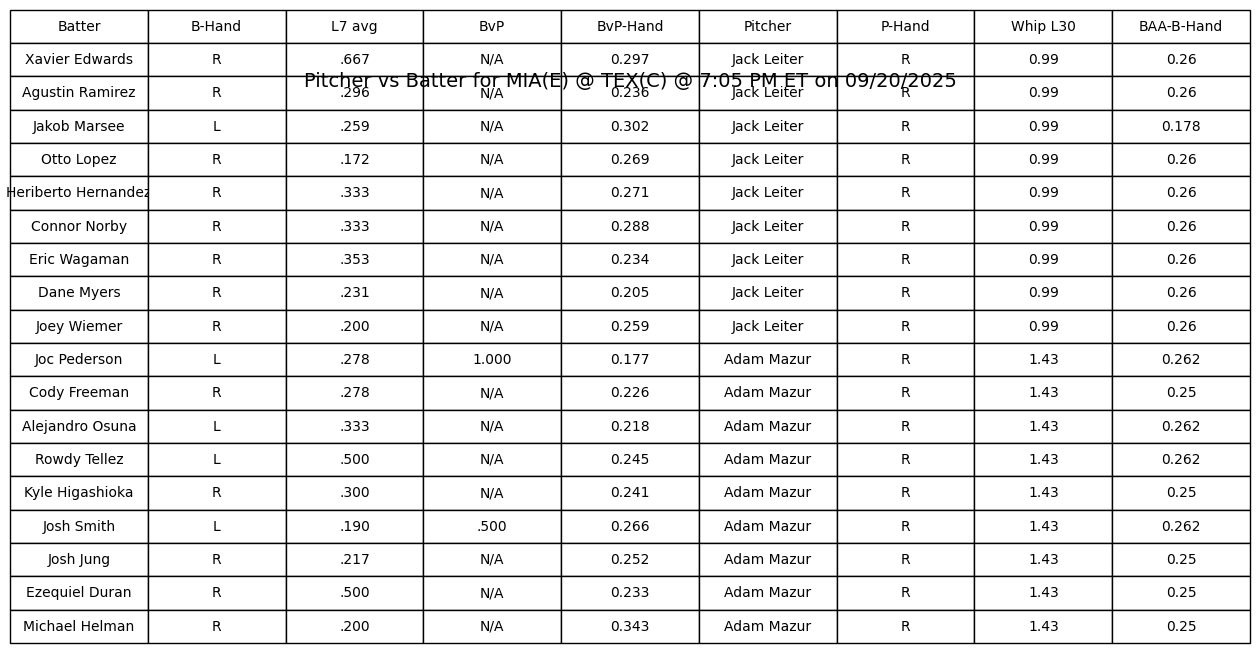 Batter B-Hand L7 avg BvP BvP-Hand Pitcher P-Hand Whip L30 BAA-B-Hand
Xavier Edwards R .667 N/A 0.297 Jack Leiter R 0.99 0.26
Pitcher vs Batter for MIA(E) @ TEX(C) @ 7:05 PM ET on 09/20/2025
Agustin Ramirez R .296 N/A 0.236 Jack Leiter R 0.99 0.26
Jakob Marsee L .259 N/A 0.302 Jack Leiter R 0.99 0.178
Otto Lopez R .172 N/A 0.269 Jack Leiter R 0.99 0.26
Heriberto Hernandez R .333 N/A 0.271 Jack Leiter R 0.99 0.26
Connor Norby R .333 N/A 0.288 Jack Leiter R 0.99 0.26
Eric Wagaman R .353 N/A 0.234 Jack Leiter R 0.99 0.26
Dane Myers R .231 N/A 0.205 Jack Leiter R 0.99 0.26
Joey Wiemer R .200 N/A 0.259 Jack Leiter R 0.99 0.26
Joc Pederson L .278 1.000 0.177 Adam Mazur R 1.43 0.262
Cody Freeman R .278 N/A 0.226 Adam Mazur R 1.43 0.25
Alejandro Osuna L .333 N/A 0.218 Adam Mazur R 1.43 0.262
Rowdy Tellez L .500 N/A 0.245 Adam Mazur R 1.43 0.262
Kyle Higashioka R .300 N/A 0.241 Adam Mazur R 1.43 0.25
Josh Smith L .190 .500 0.266 Adam Mazur R 1.43 0.262
Josh Jung R .217 N/A 0.252 Adam Mazur R 1.43 0.25
Ezequiel Duran R .500 N/A 0.233 Adam Mazur R 1.43 0.25
Michael Helman R .200 N/A 0.343 Adam Mazur R 1.43 0.25